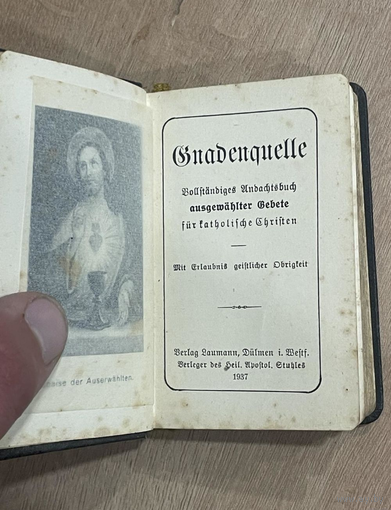 Speise der Auserwählten.
Gnadenquelle
Vollständiges Andachtsbuch
ausgewählter Gebete
für katholische Christen
Mit Erlaubnis geistlicher Obrigkeit
Verlag Laumann, Dülmen i. Westf.
Verleger des Heil. Apostol. Stuhles
1937